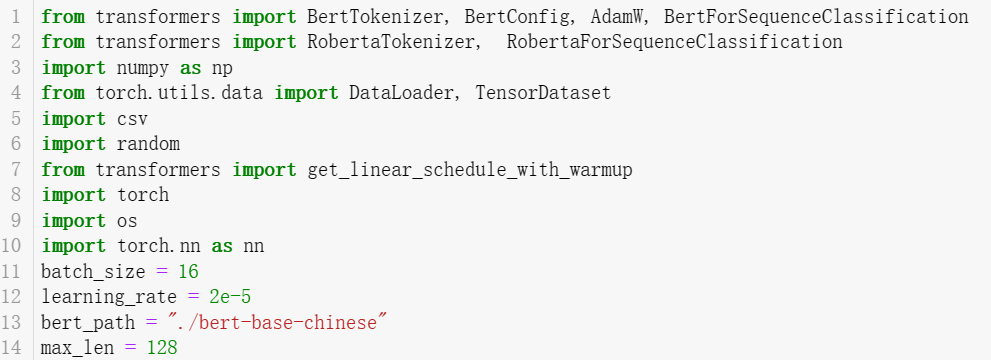 1 from transformers import BertTokenizer, BertConfig, AdamW, BertForSequenceClassification
2 from transformers import RobertaTokenizer,  RobertaForSequenceClassification
3 import numpy as np
4 from torch.utils.data import DataLoader, TensorDataset
5 import csv
6 import random
7 from transformers import get_linear_schedule_with_warmup
8 import torch
9 import os
10 import torch.nn as nn
11 batch_size = 16
12 learning_rate = 2e-5
13 bert_path = "./bert-base-chinese"
14 max_len = 128